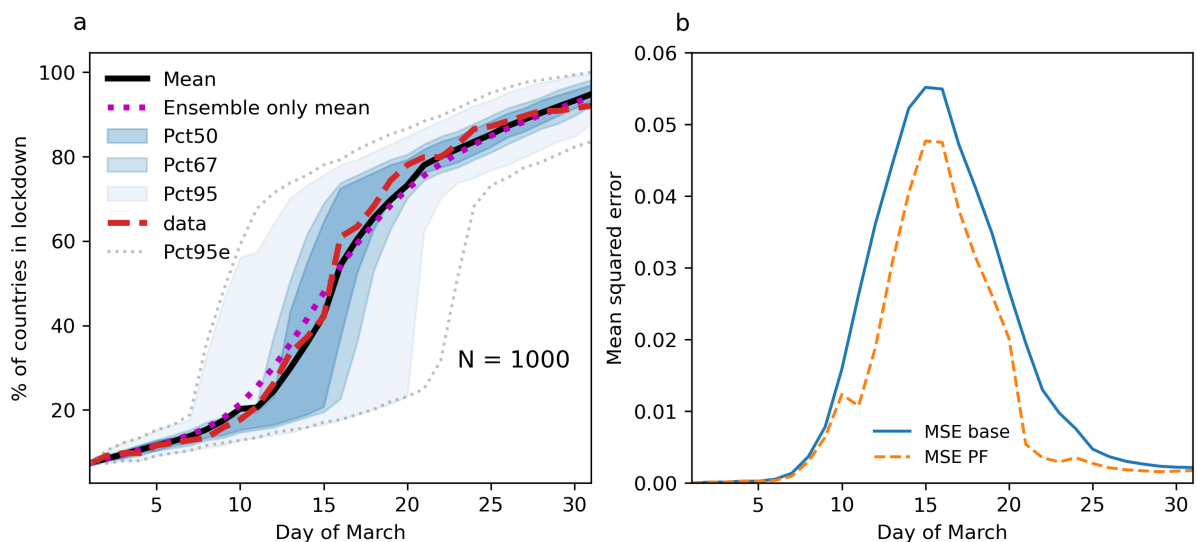 a
% of countries in lockdown
100
80
60
40
20
Mean
Ensemble only mean
Pct50
Pct67
Pct95
data
Pct95e
N = 1000
5 10 15 20 25 30
Day of March
b
Mean squared error
0.06
0.05
0.04
0.03
0.02
0.01
0.00
MSE base
MSE PF
5 10 15 20 25 30
Day of March